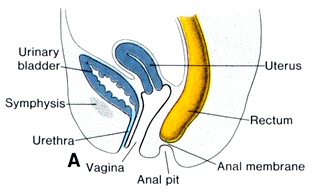 Urinary
bladder
Uterus
Symphysis
Rectum
Urethra
A
Vagina
Anal membrane
Anal pit